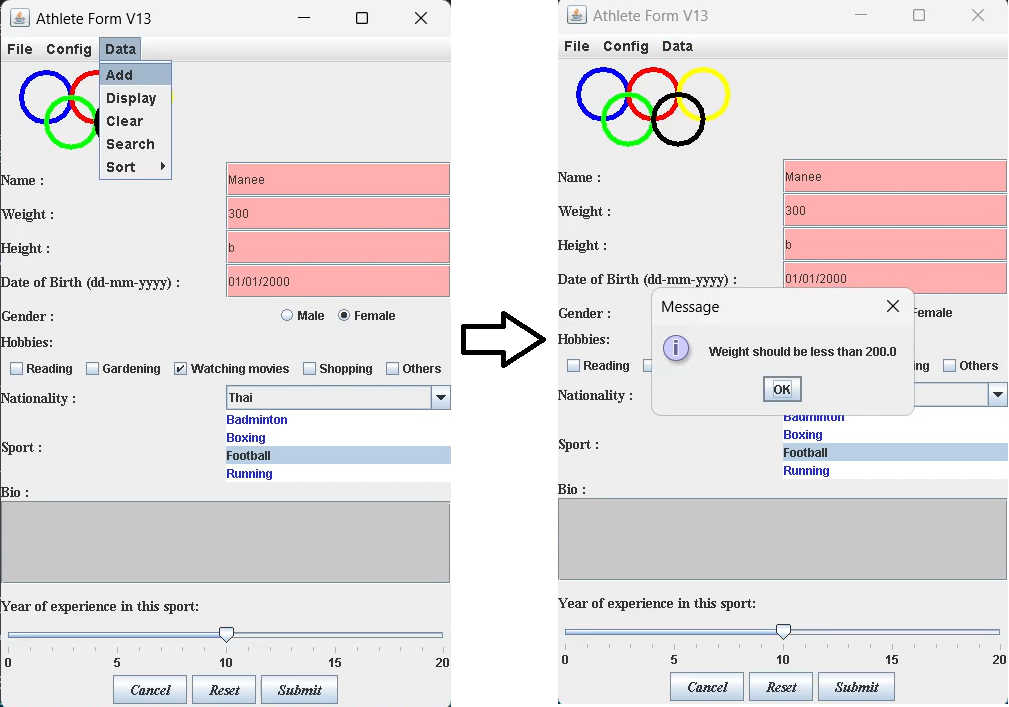 Athlete Form V13
File Config Data
Add
Display
Clear
Search
Sort
Name : Manee
Weight : 300
Height : b
Date of Birth (dd-mm-yyyy) : 01/01/2000
Gender : Male Female
Hobbies:
Reading Gardening Watching movies Shopping Others
Nationality : Thai
Badminton
Boxing
Sport :
Football
Running
Bio :
Year of experience in this sport:
0 5 10 15 20
Cancel Reset Submit
Athlete Form V13
File Config Data
Name : Manee
Weight : 300
Height : b
Date of Birth (dd-mm-yyyy) : 01/01/2000
Gender : Female
Message
Weight should be less than 200.0
OK
Hobbies:
Reading ing Others
Nationality :
Badminton
Boxing
Sport :
Football
Running
Bio :
Year of experience in this sport:
0 5 10 15 20
Cancel Reset Submit